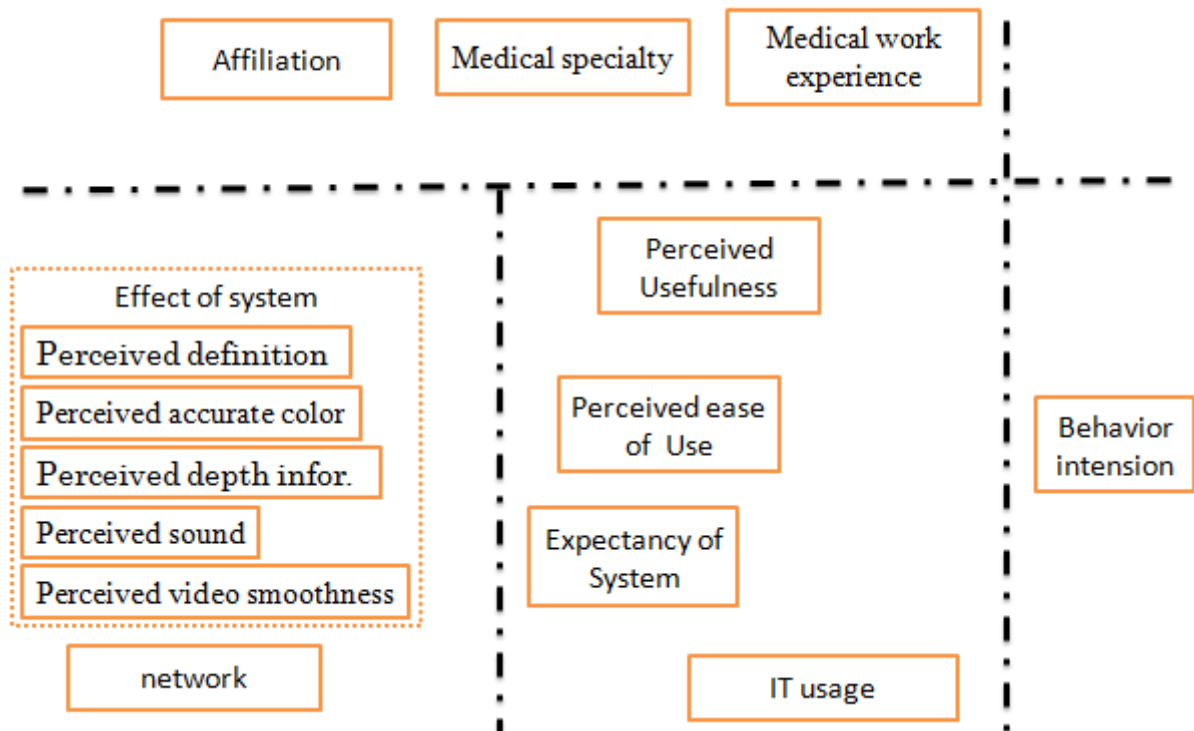 Affiliation
Medical specialty
Medical work
experience
Effect of system
Perceived definition
Perceived accurate color
Perceived depth infor.
Perceived sound
Perceived video smoothness
network
Perceived
Usefulness
Perceived ease
of Use
Expectancy of
System
IT usage
Behavior
intension